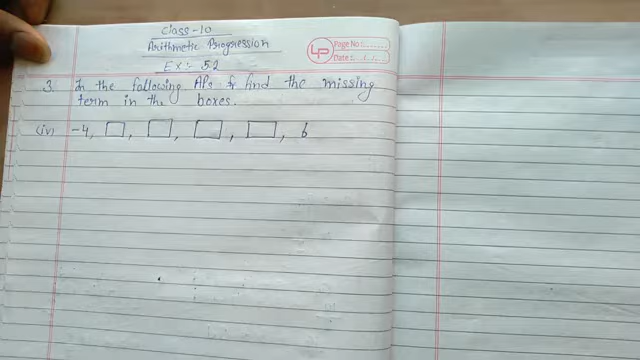 Class-10
Arithmetic Progression
Ex:- 5.2
LP
Page No:
Date:
3. In the following APs & find the missing
term in the boxes.
(iv) -4, □, □, □, □, 6